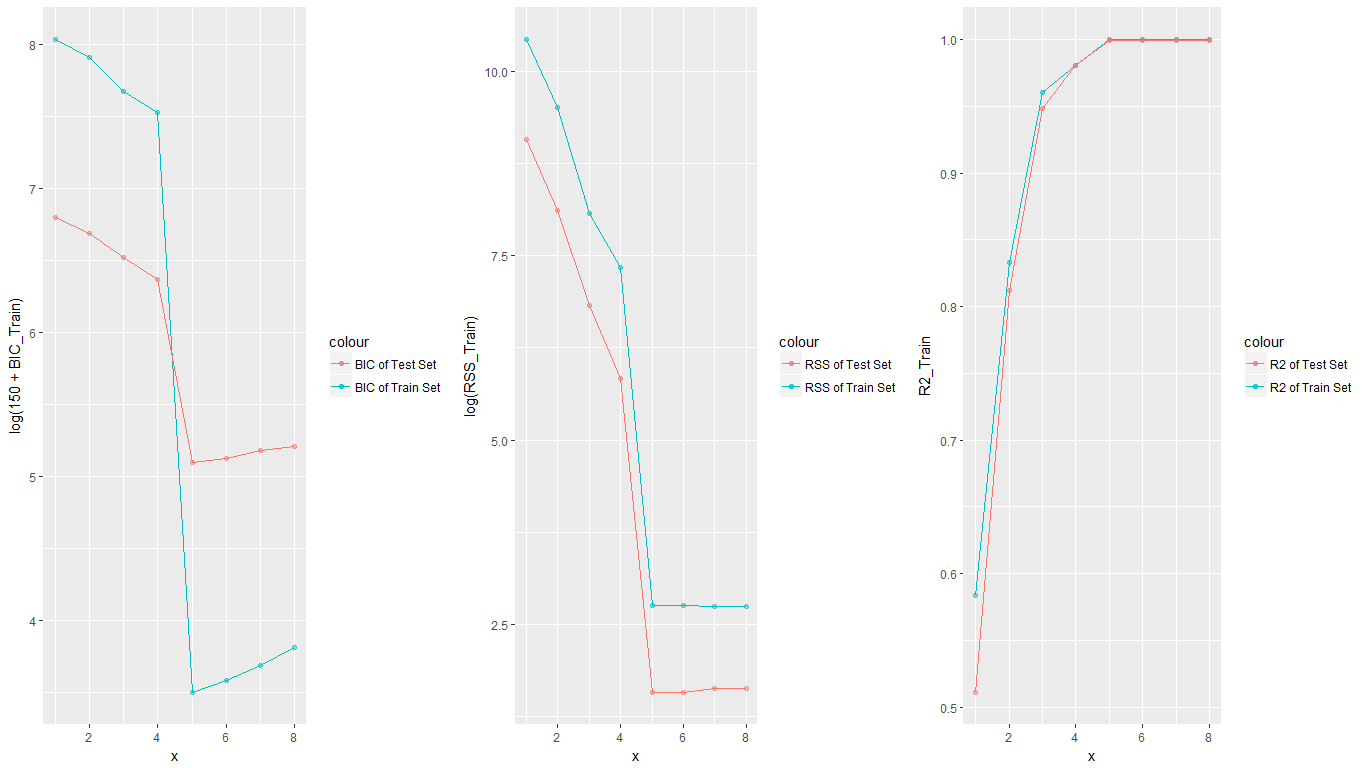 log(150 + BIC_Train)
8
7
6
5
4
2
4
6
8
x
colour
BIC of Test Set
BIC of Train Set
log(RSS_Train)
10.0
7.5
5.0
2.5
2
4
6
8
x
colour
RSS of Test Set
RSS of Train Set
R2_Train
1.0
0.9
0.8
0.7
0.6
0.5
2
4
6
8
x
colour
R2 of Test Set
R2 of Train Set